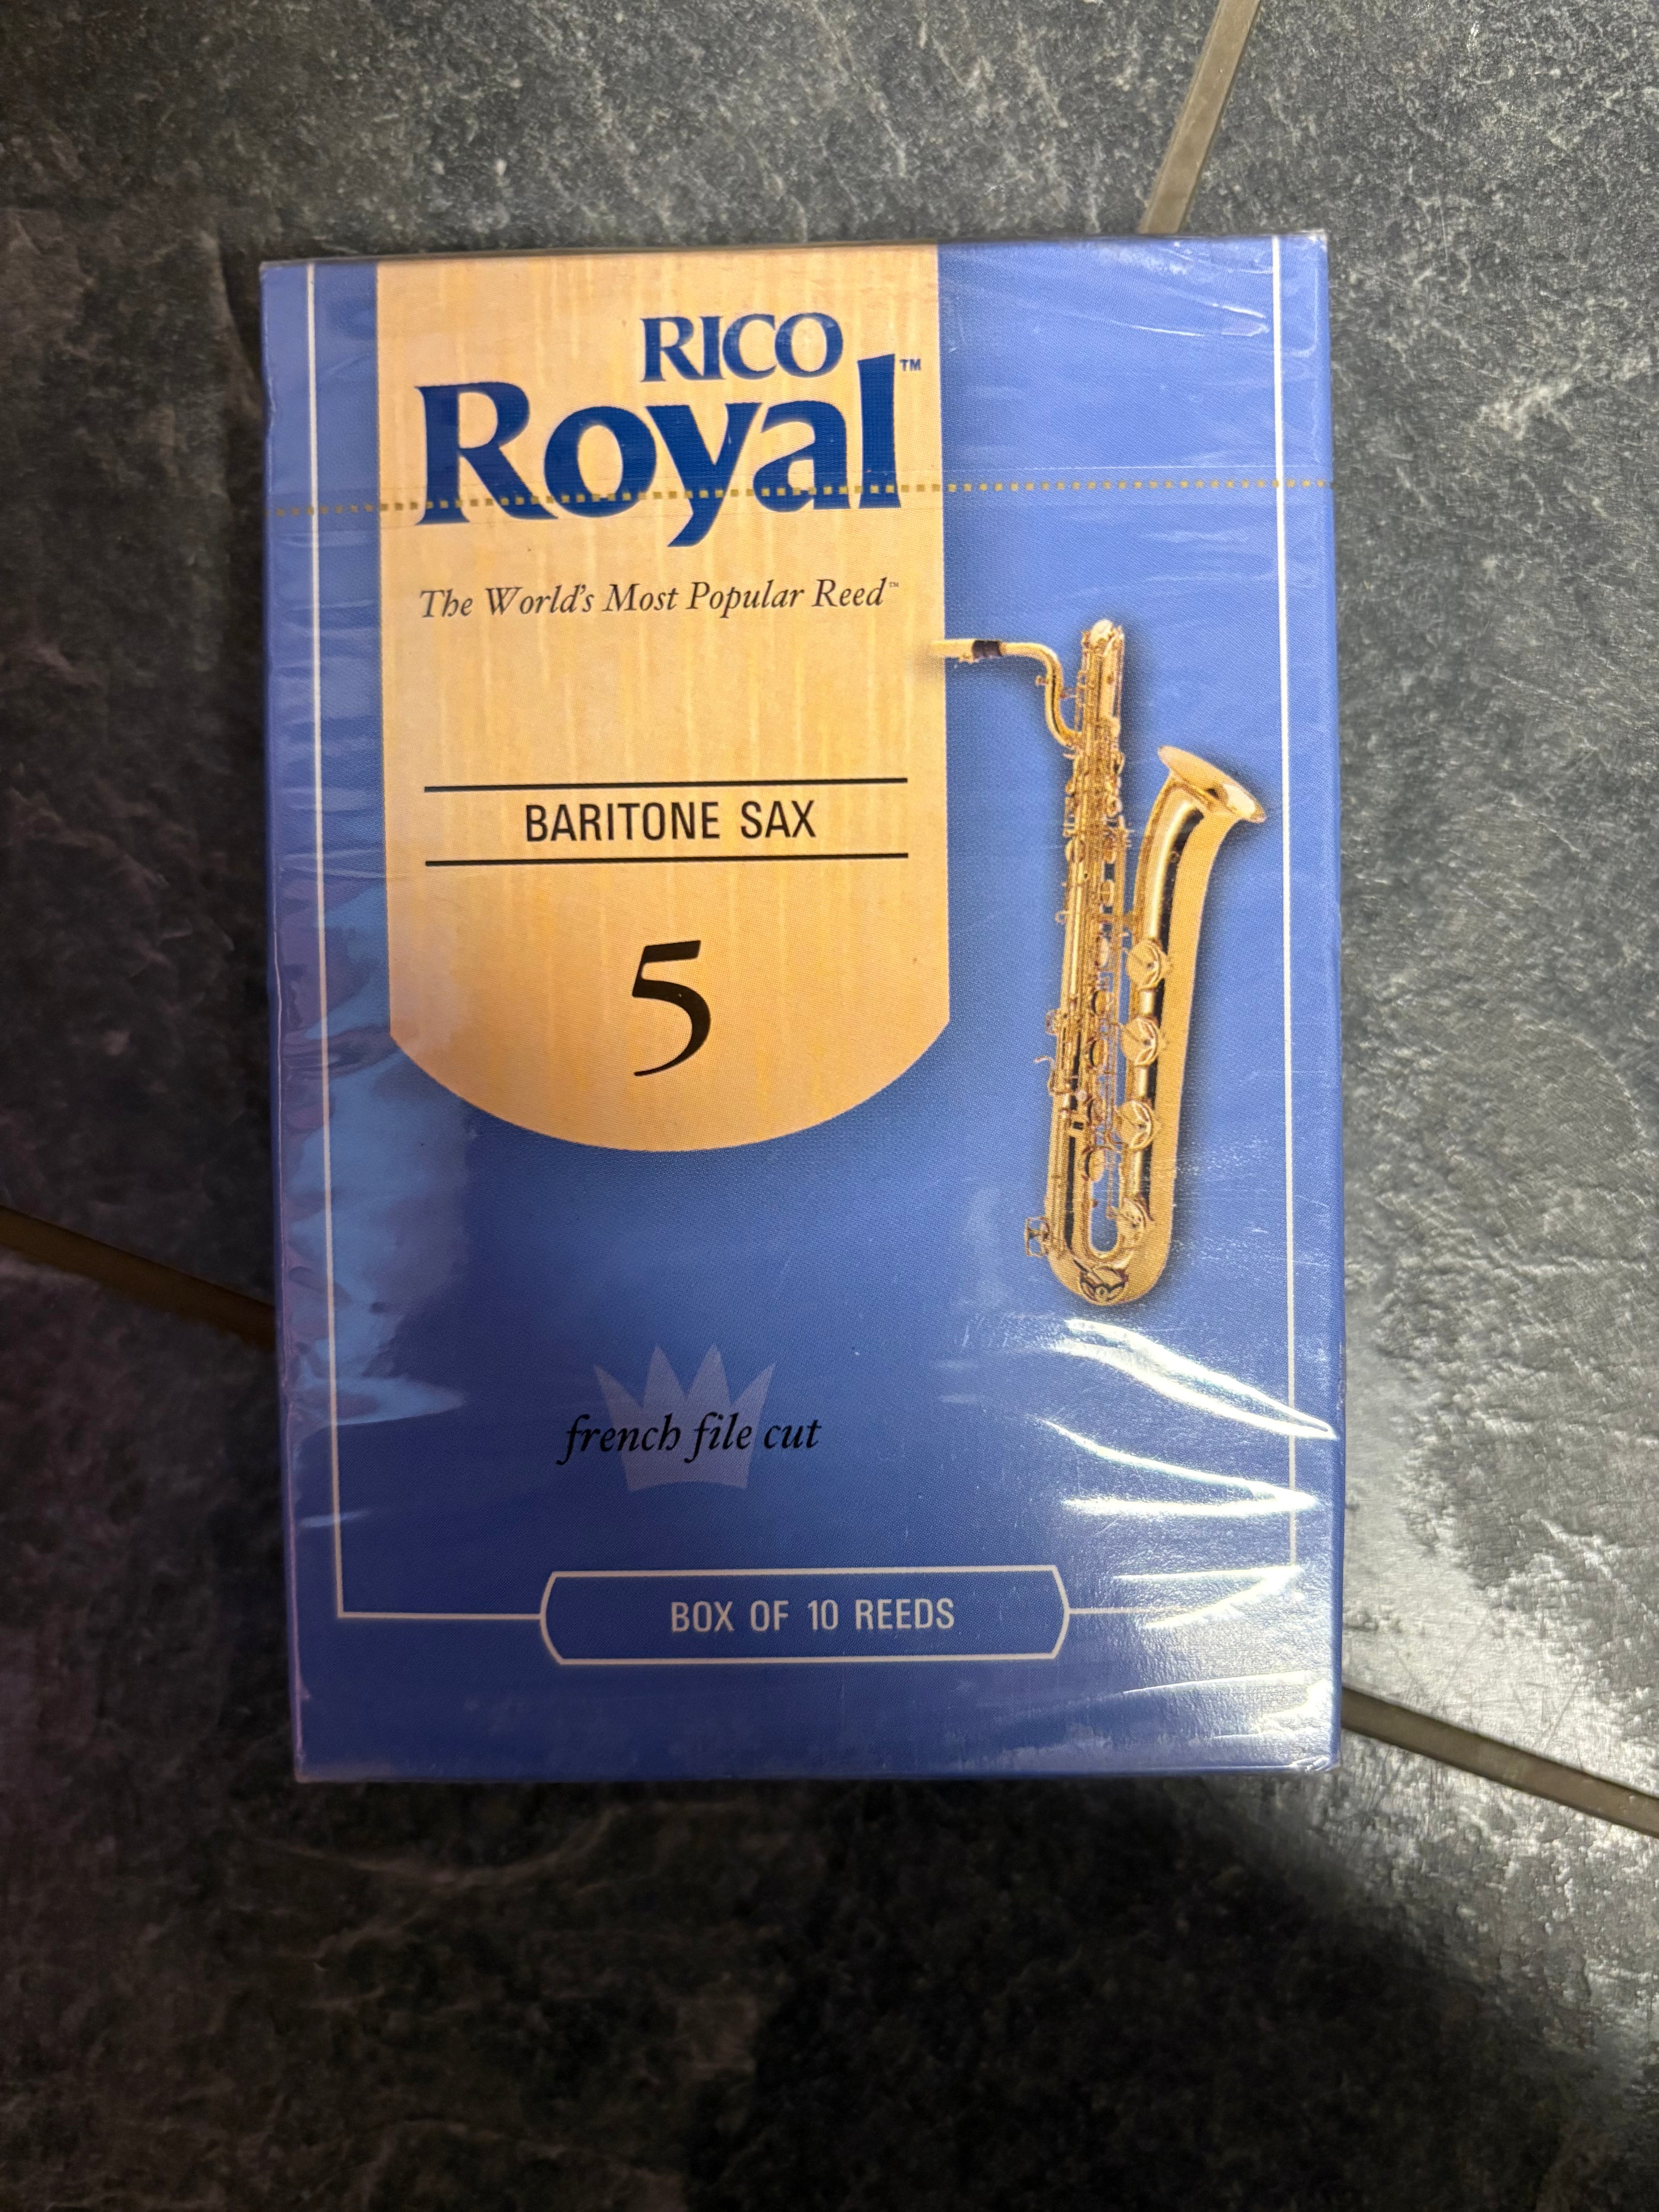 RICO
Royal™
The World's Most Popular Reed™
BARITONE SAX
5
french file cut
BOX OF 10 REEDS